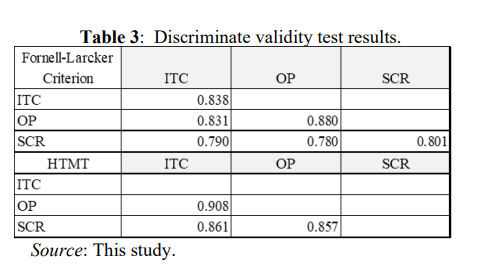 Table 3: Discriminate validity test results.
Fornell-Larcker
Criterion ITC OP SCR
ITC 0.838
OP 0.831 0.880
SCR 0.790 0.780 0.801
HTMT ITC OP SCR
ITC
OP 0.908
SCR 0.861 0.857
Source: This study.